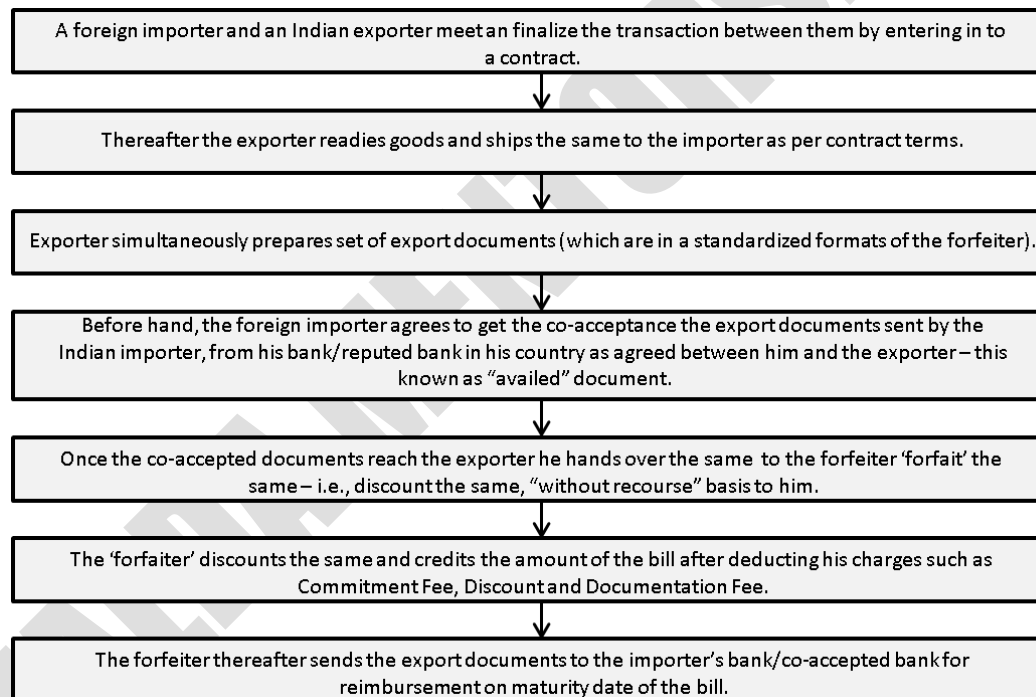 A foreign importer and an Indian exporter meet an finalize the transaction between them by entering in to
a contract.
Thereafter the exporter readies goods and ships the same to the importer as per contract terms.
Exporter simultaneously prepares set of export documents (which are in a standardized formats of the forfeiter).
Before hand, the foreign importer agrees to get the co-acceptance the export documents sent by the
Indian importer, from his bank/reputed bank in his country as agreed between him and the exporter – this
known as “availed” document.
Once the co-accepted documents reach the exporter he hands over the same to the forfeiter ‘forfait’ the
same – i.e., discount the same, “without recourse” basis to him.
The ‘forfaiter’ discounts the same and credits the amount of the bill after deducting his charges such as
Commitment Fee, Discount and Documentation Fee.
The forfeiter thereafter sends the export documents to the importer’s bank/co-accepted bank for
reimbursement on maturity date of the bill.